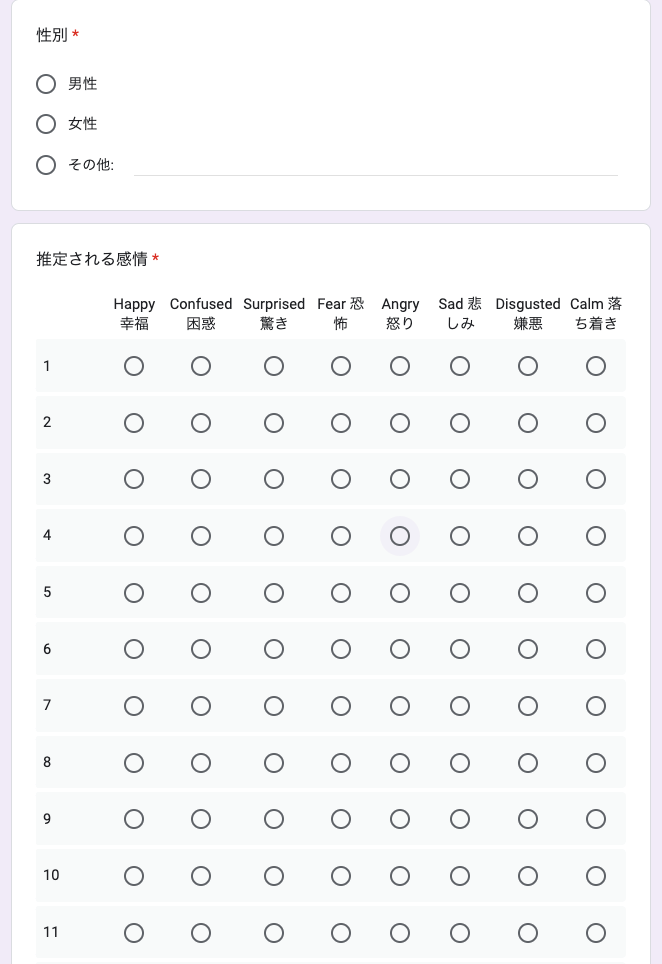 性別 *
男性
女性
その他:
推定される感情 *
Happy 幸福
Confused 困惑
Surprised 驚き
Fear 恐怖
Angry 怒り
Sad 悲しみ
Disgusted 嫌悪
Calm 落ち着き
1
2
3
4
5
6
7
8
9
10
11